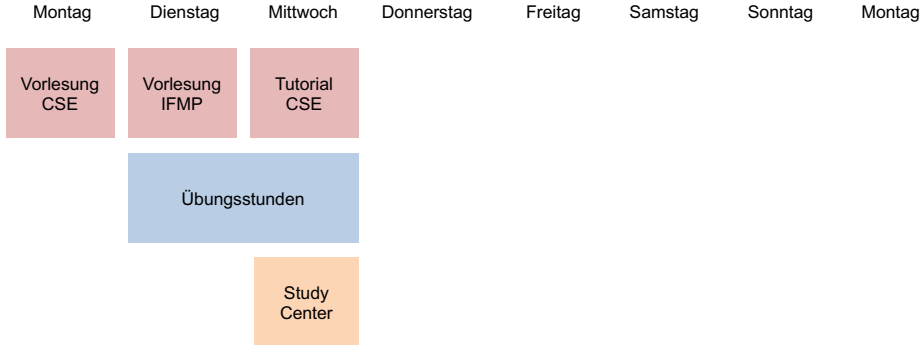 Montag Dienstag Mittwoch Donnerstag Freitag Samstag Sonntag Montag
Vorlesung
CSE
Vorlesung
IFMP
Tutorial
CSE
Übungsstunden
Study
Center